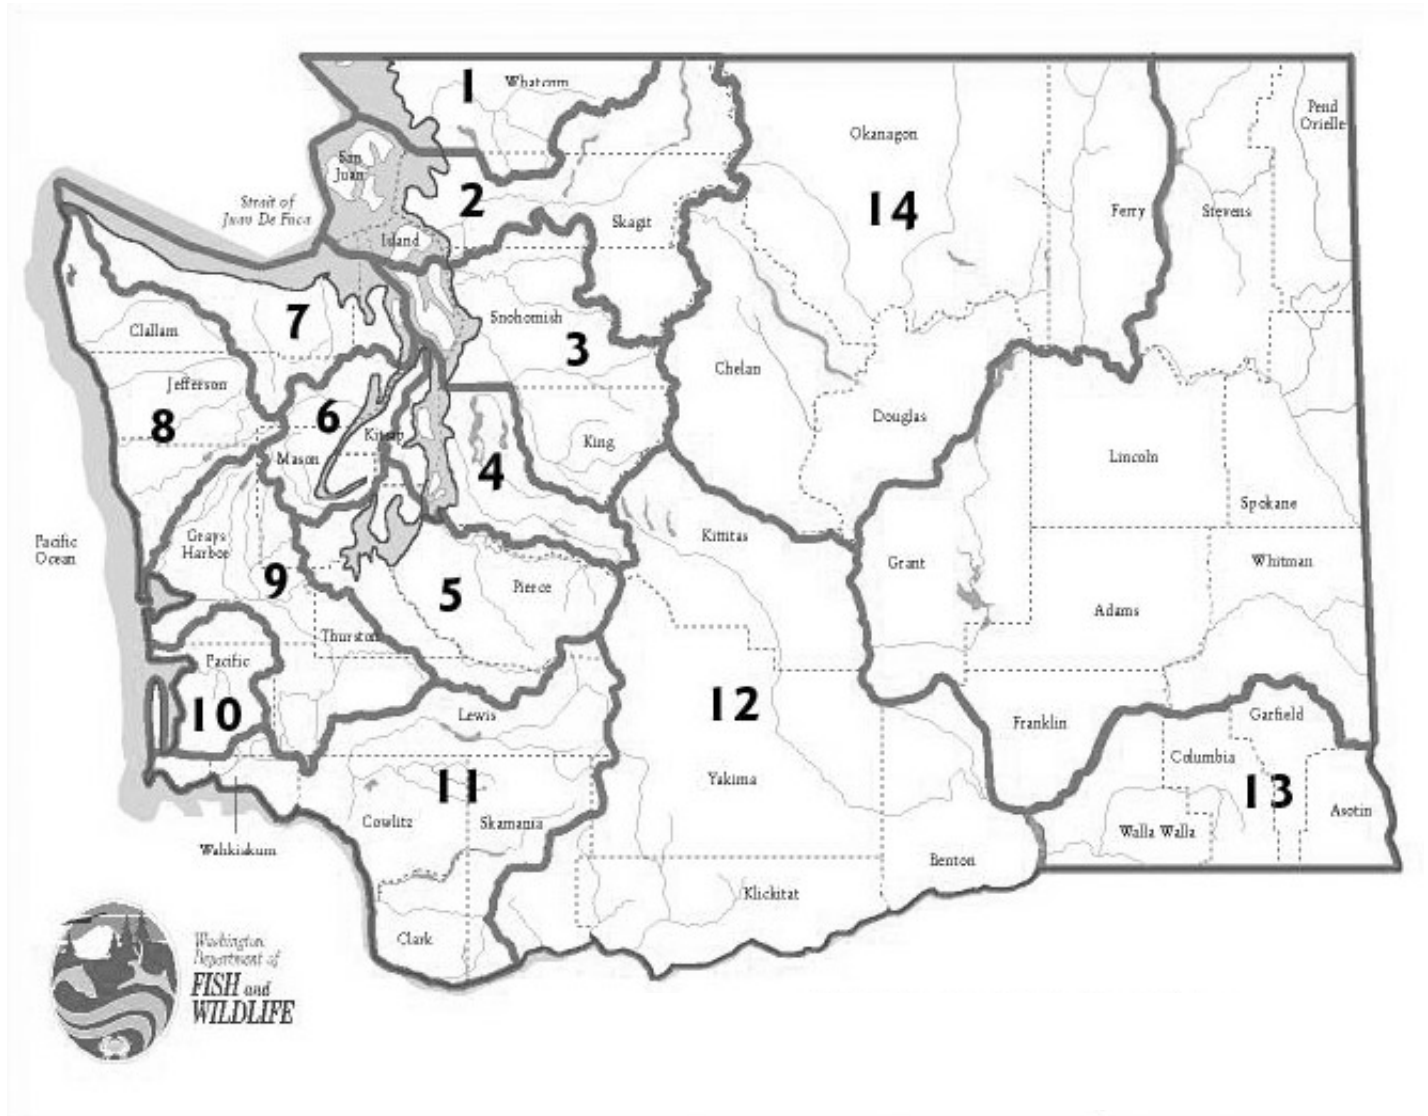 1
Whatcom
Pend
Orielle
Okanagon
San
Juan
2
14
Strait of
Juan De Fuca
Skagit
Ferry
Stevens
Island
7
Snohomish
Clallam
3
Chelan
Jefferson
6
8
Douglas
Kitsap
King
Mason
4
Lincoln
Spokane
Pacific
Ocean
Grays
Harbor
Kittitas
Grant
Whitman
9
5
Pierce
Adams
Thurston
Pacific
10
12
Lewis
Franklin
Garfield
Columbia
11
Yakima
13
Cowlitz
Skamania
Walla Walla
Asotin
Wahkiakum
Benton
Klickitat
Clark
Washington
Department of
FISH and
WILDLIFE